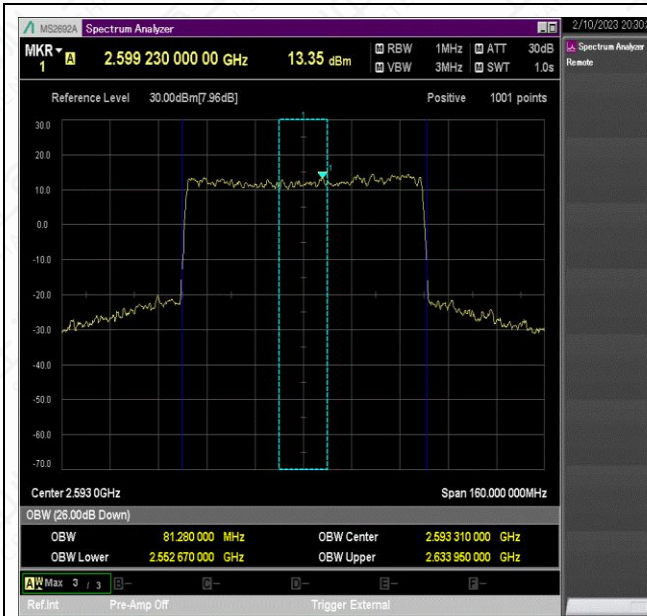 MS2692A Spectrum Analyzer 2/10/2023 20:30:
MKR 1 A 2.599 230 000 00 GHz 13.35 dBm M RBW 1MHz M ATT 30dB
M VBW 3MHz M SWT 1.0s
Spectrum Analyzer
Remote
Reference Level 30.00dBm[7.96dB] Positive 1001 points
30.0
20.0
10.0
0.0
-10.0
-20.0
-30.0
-40.0
-50.0
-60.0
-70.0
1
1
Center 2.593 0GHz Span 160.000 000MHz
OBW (26.00dB Down)
OBW 81.280 000 MHz OBW Center 2.593 310 000 GHz
OBW Lower 2.552 670 000 GHz OBW Upper 2.633 950 000 GHz
A W Max 3 / 3 B- C- D- E- F-
Ref.Int Pre-Amp Off Trigger External